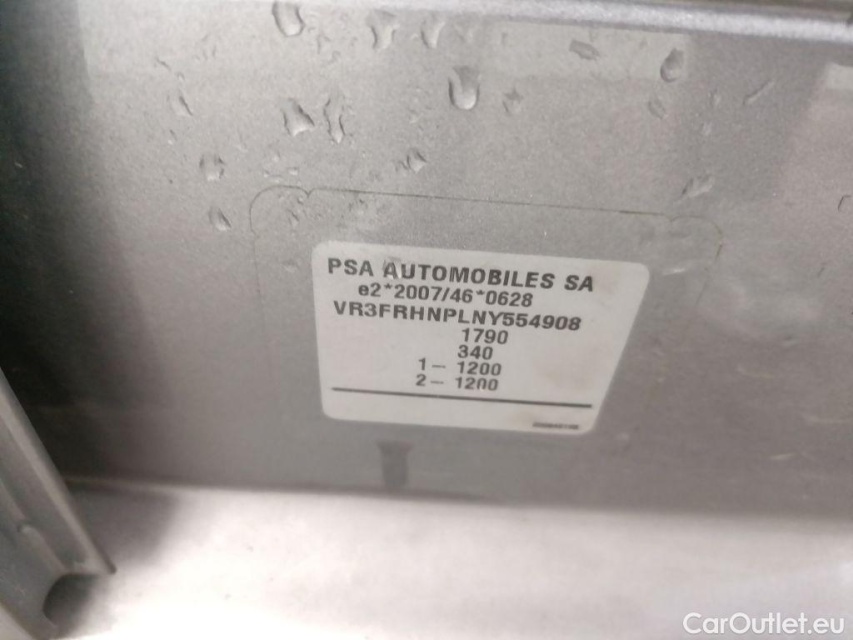 PSA AUTOMOBILES SA
e2*2007/46*0628
VR3FRHNPLNY554908
1790
340
1- 1200
2- 1200
CarOutlet.eu